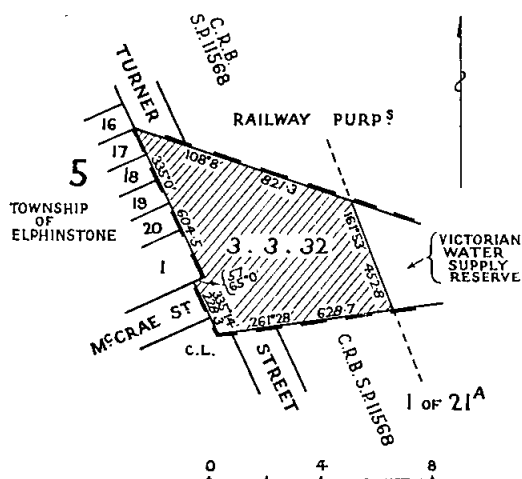 C.R.B.
S.P.11568
TURNER
RAILWAY PURPS.
16
17
18
19
20
1
5
TOWNSHIP
OF
ELPHINSTONE
108°8'
821·3
335°0'
604·5
161°53'
452·8
3 . 3 . 32
VICTORIAN
WATER
SUPPLY
RESERVE
57
65°0'
335°14'
228·3
261°28'
628·7
McCRAE ST
C.L.
STREET
C.R.B. S.P.11568
1 OF 21A
0 4 8